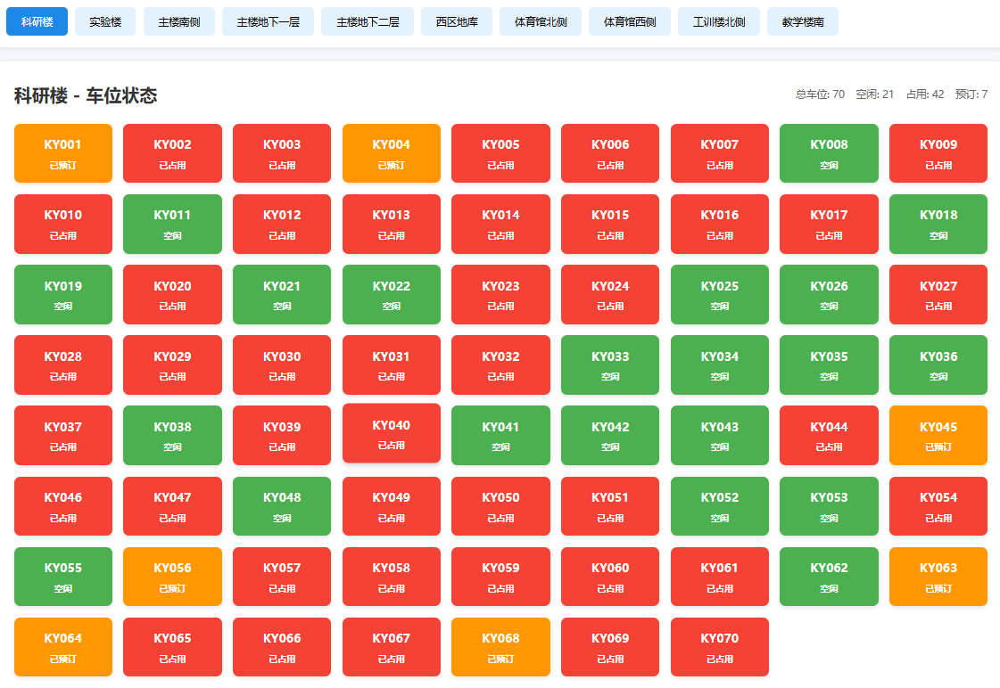 科研楼 实验楼 主楼南侧 主楼地下一层 主楼地下二层 西区地库 体育馆北侧 体育馆西侧 工训楼北侧 教学楼南
科研楼 - 车位状态 总车位: 70 空闲: 21 占用: 42 预订: 7
KY001 KY002 KY003 KY004 KY005 KY006 KY007 KY008 KY009
已预订 已占用 已占用 已预订 已占用 已占用 已占用 空闲 已占用
KY010 KY011 KY012 KY013 KY014 KY015 KY016 KY017 KY018
已占用 空闲 已占用 已占用 已占用 已占用 已占用 已占用 空闲
KY019 KY020 KY021 KY022 KY023 KY024 KY025 KY026 KY027
空闲 已占用 空闲 空闲 已占用 已占用 空闲 空闲 已占用
KY028 KY029 KY030 KY031 KY032 KY033 KY034 KY035 KY036
已占用 已占用 已占用 已占用 已占用 空闲 空闲 空闲 空闲
KY037 KY038 KY039 KY040 KY041 KY042 KY043 KY044 KY045
已占用 空闲 已占用 已占用 空闲 空闲 空闲 已占用 已预订
KY046 KY047 KY048 KY049 KY050 KY051 KY052 KY053 KY054
已占用 已占用 空闲 已占用 已占用 已占用 空闲 空闲 已占用
KY055 KY056 KY057 KY058 KY059 KY060 KY061 KY062 KY063
空闲 已预订 已占用 已占用 已占用 已占用 已占用 空闲 已预订
KY064 KY065 KY066 KY067 KY068 KY069 KY070
已预订 已占用 已占用 已占用 已预订 已占用 已占用